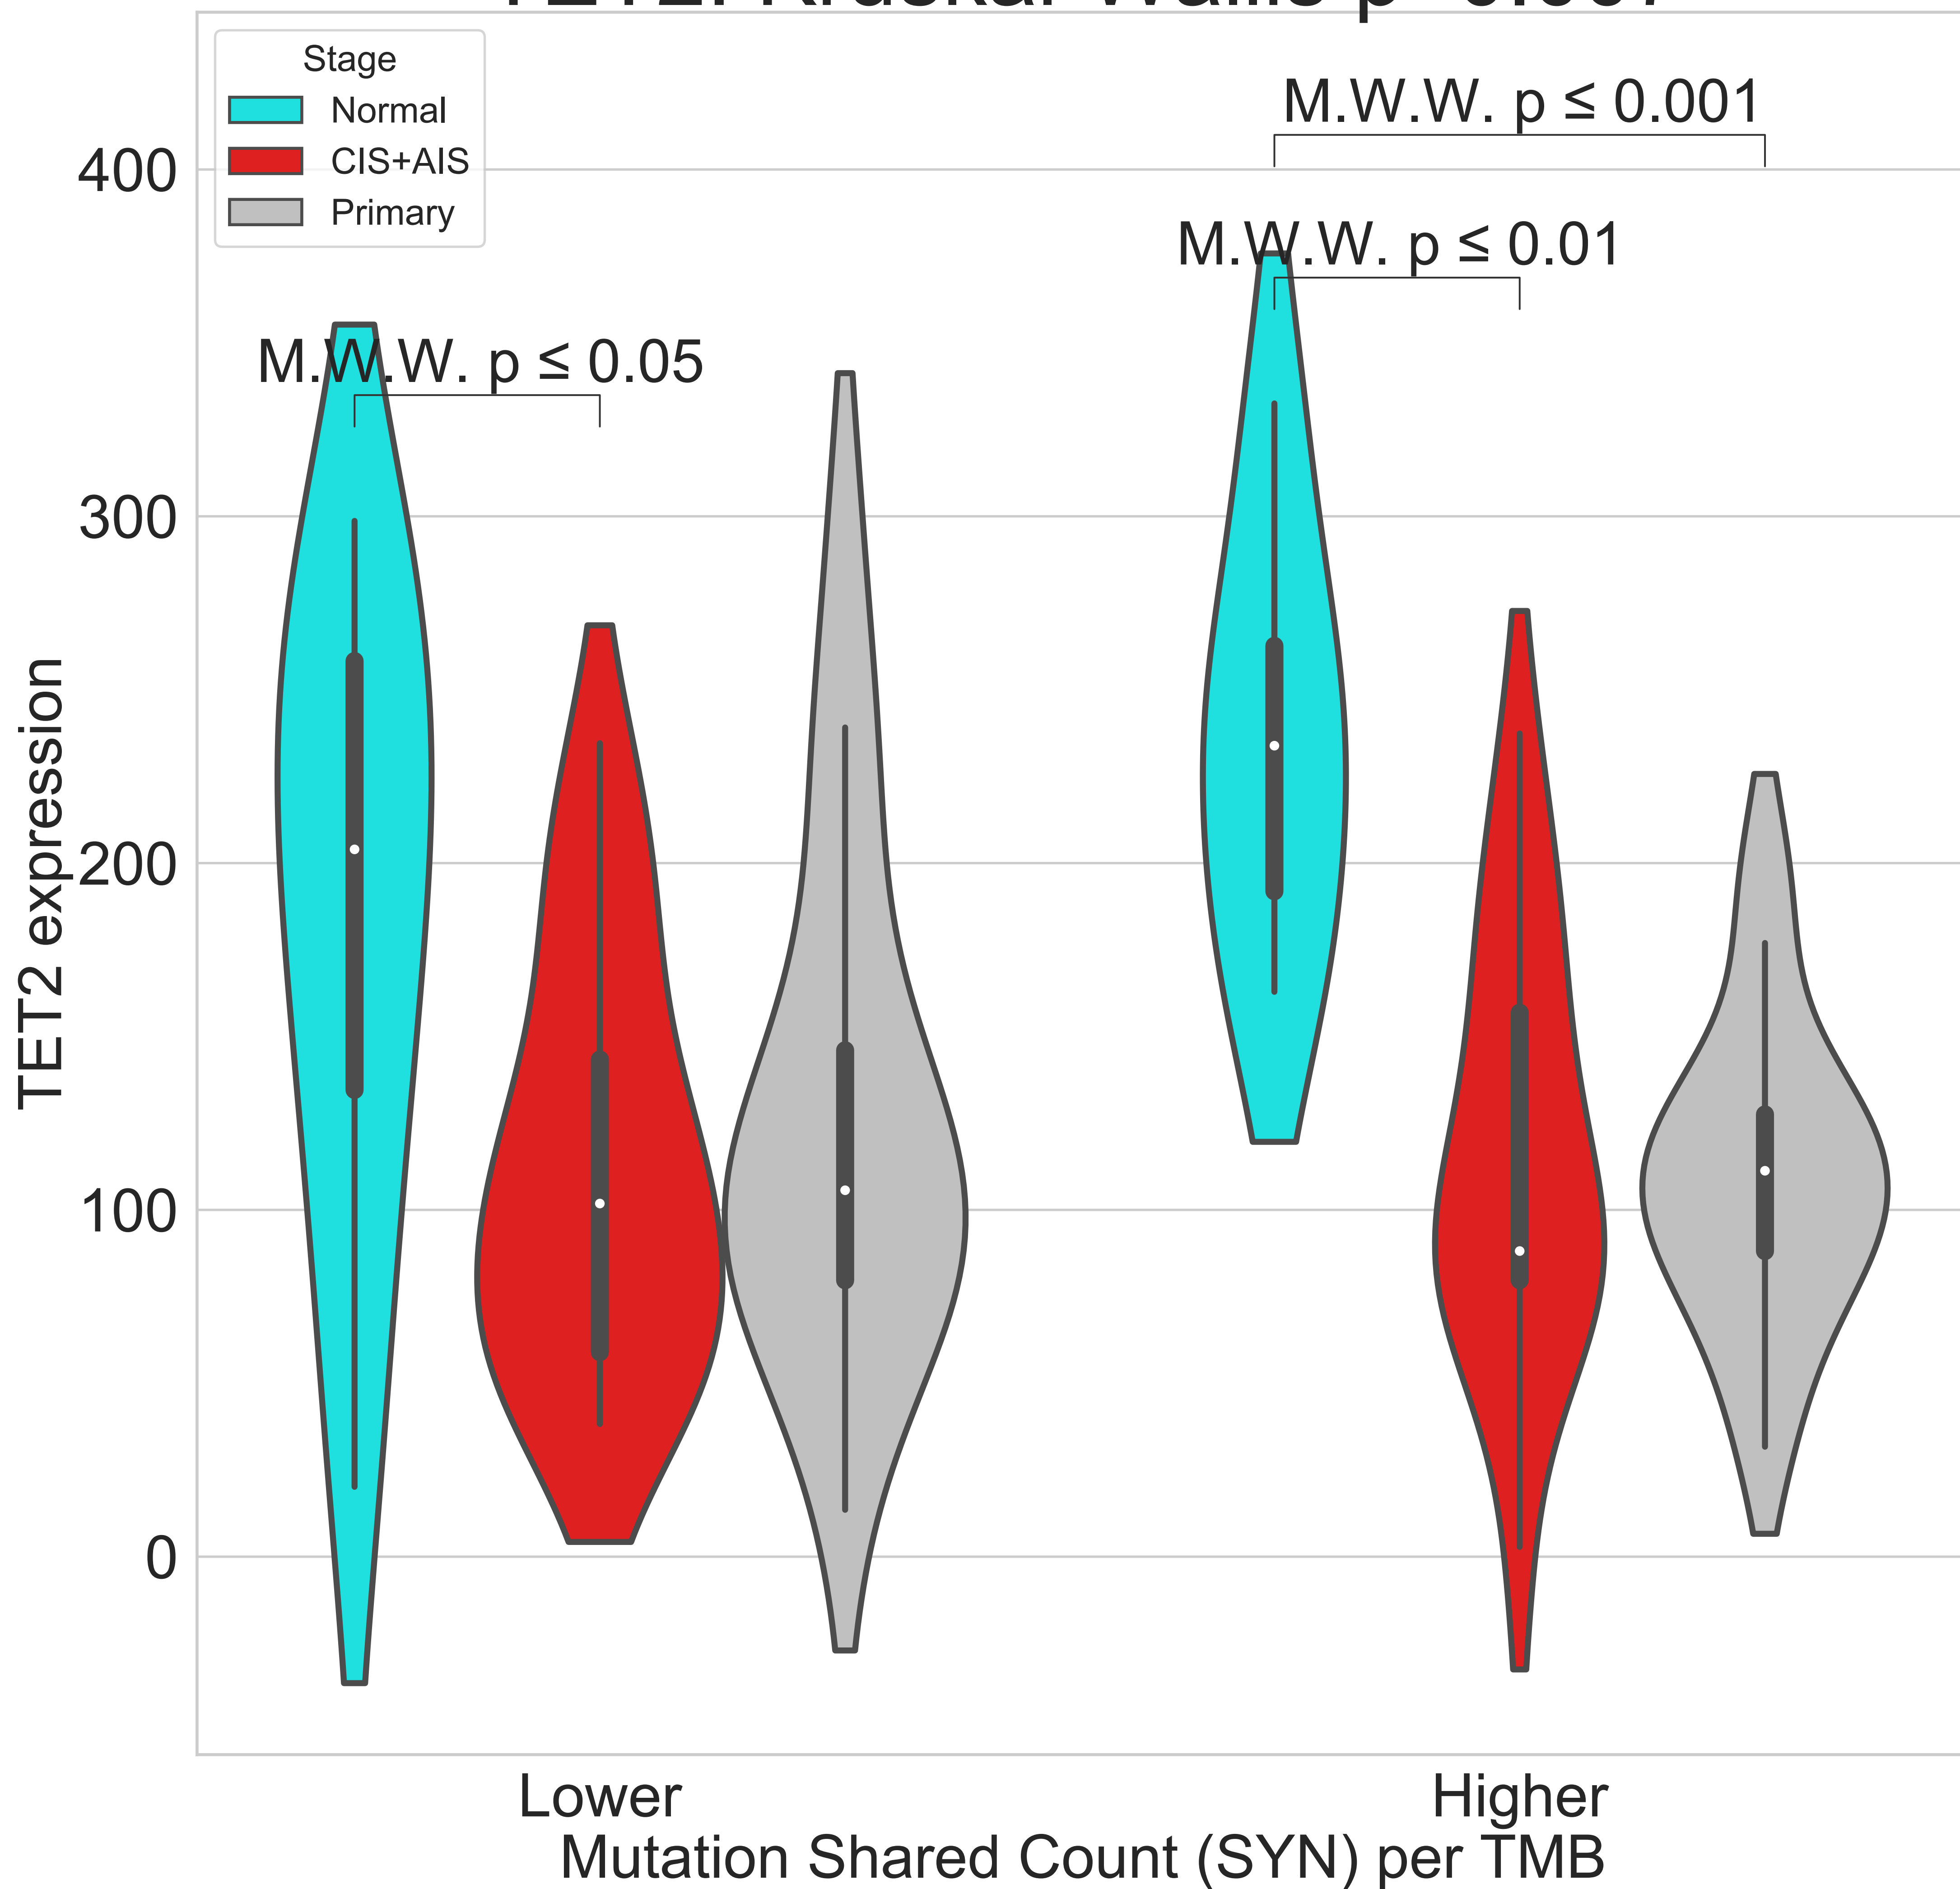 Stage
Normal
CIS+AIS
Primary
M.W.W. p ≤ 0.001
M.W.W. p ≤ 0.01
M.W.W. p ≤ 0.05
400
300
200
100
0
TET2 expression
Lower
Higher
Mutation Shared Count (SYN) per TMB